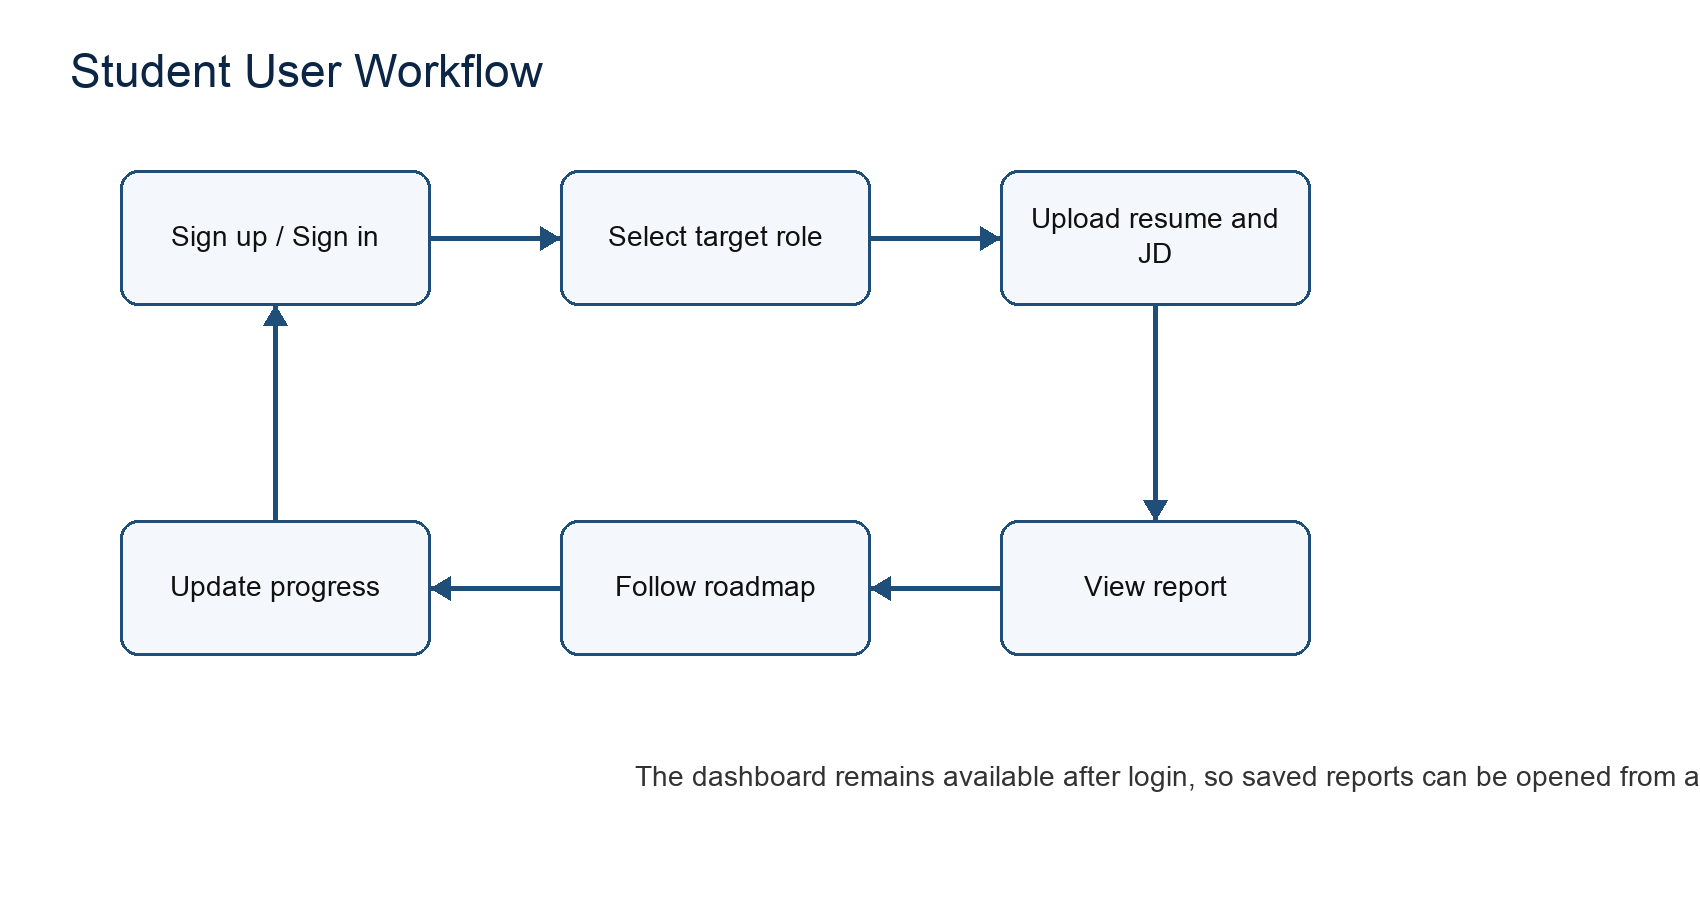 Student User Workflow
Sign up / Sign in
Select target role
Upload resume and
JD
Update progress
Follow roadmap
View report
The dashboard remains available after login, so saved reports can be opened from a